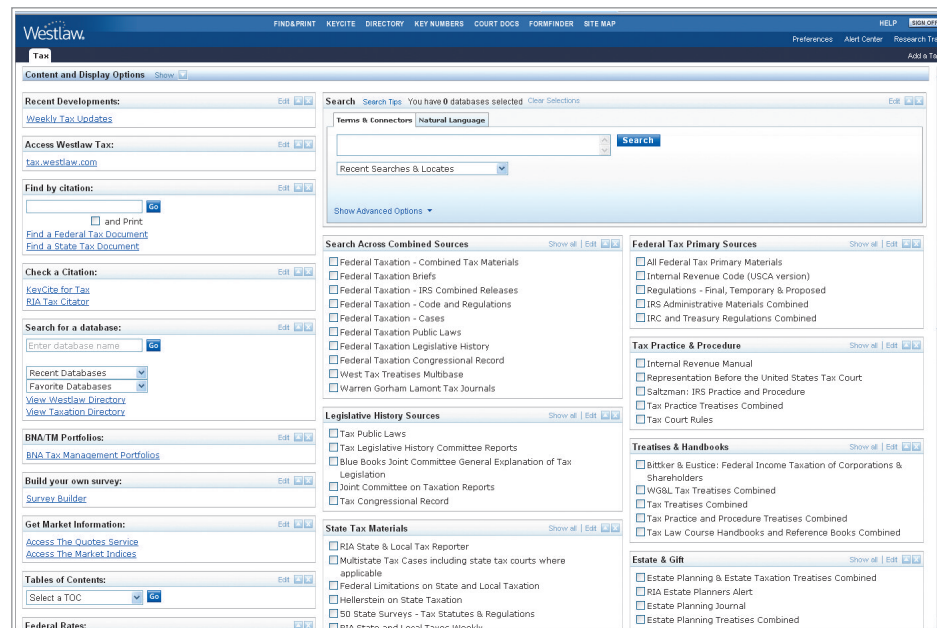 Westlaw.
FIND&PRINT KEYCITE DIRECTORY KEY NUMBERS COURT DOCS FORMFINDER SITE MAP
HELP SIGN OFF
Preferences Alert Center Research Tra
Tax
Add a Ta
Content and Display Options Show
Recent Developments: Edit
Weekly Tax Updates
Access Westlaw Tax: Edit
tax.westlaw.com
Find by citation: Edit
Go
and Print
Find a Federal Tax Document
Find a State Tax Document
Check a Citation: Edit
KeyCite for Tax
RIA Tax Citator
Search for a database: Edit
Enter database name Go
Recent Databases
Favorite Databases
View Westlaw Directory
View Taxation Directory
BNA/TM Portfolios: Edit
BNA Tax Management Portfolios
Build your own survey: Edit
Survey Builder
Get Market Information: Edit
Access The Quotes Service
Access The Market Indices
Tables of Contents: Edit
Select a TOC Go
Federal Rates:
Search Search Tips You have 0 databases selected Clear Selections Edit
Terms & Connectors Natural Language
Search
Recent Searches & Locates
Show Advanced Options
Search Across Combined Sources Show all | Edit
Federal Taxation - Combined Tax Materials
Federal Taxation Briefs
Federal Taxation - IRS Combined Releases
Federal Taxation - Code and Regulations
Federal Taxation - Cases
Federal Taxation Public Laws
Federal Taxation Legislative History
Federal Taxation Congressional Record
West Tax Treatises Multibase
Warren Gorham Lamont Tax Journals
Legislative History Sources Show all | Edit
Tax Public Laws
Tax Legislative History Committee Reports
Blue Books Joint Committee General Explanation of Tax
Legislation
Joint Committee on Taxation Reports
Tax Congressional Record
State Tax Materials Show all | Edit
RIA State & Local Tax Reporter
Multistate Tax Cases including state tax courts where
applicable
Federal Limitations on State and Local Taxation
Hellerstein on State Taxation
50 State Surveys - Tax Statutes & Regulations
RIA State and Local Taxes Weekly
Federal Tax Primary Sources Show all | Edit
All Federal Tax Primary Materials
Internal Revenue Code (USCA version)
Regulations - Final, Temporary & Proposed
IRS Administrative Materials Combined
IRC and Treasury Regulations Combined
Tax Practice & Procedure Show all | Edit
Internal Revenue Manual
Representation Before the United States Tax Court
Saltzman: IRS Practice and Procedure
Tax Practice Treatises Combined
Tax Court Rules
Treatises & Handbooks Show all | Edit
Bittker & Eustice: Federal Income Taxation of Corporations &
Shareholders
WG&L Tax Treatises Combined
Tax Treatises Combined
Tax Practice and Procedure Treatises Combined
Tax Law Course Handbooks and Reference Books Combined
Estate & Gift Show all | Edit
Estate Planning & Estate Taxation Treatises Combined
RIA Estate Planners Alert
Estate Planning Journal
Estate Planning Treatises Combined